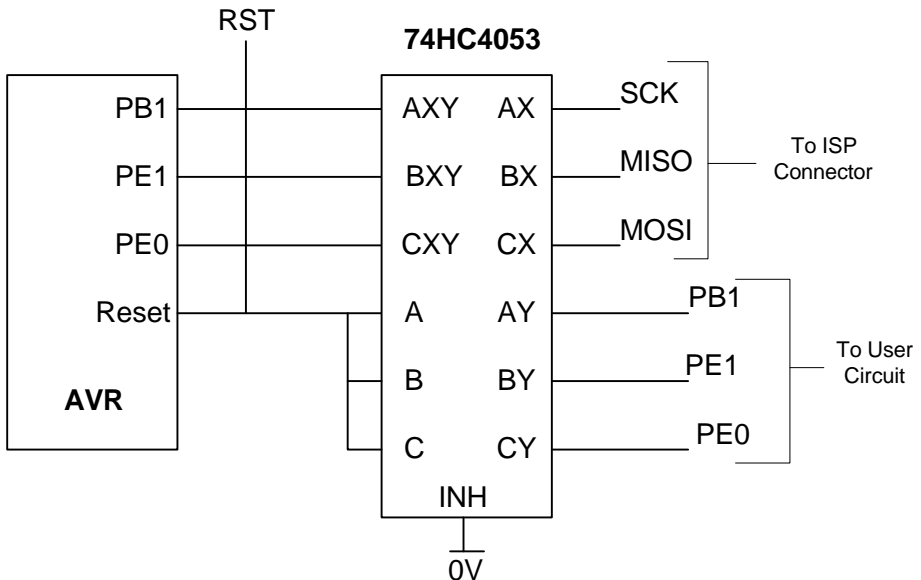 RST
74HC4053
PB1
PE1
PE0
Reset
AVR
AXY
BXY
CXY
A
B
C
INH
0V
AX
BX
CX
AY
BY
CY
SCK
MISO
MOSI
To ISP
Connector
PB1
PE1
PE0
To User
Circuit